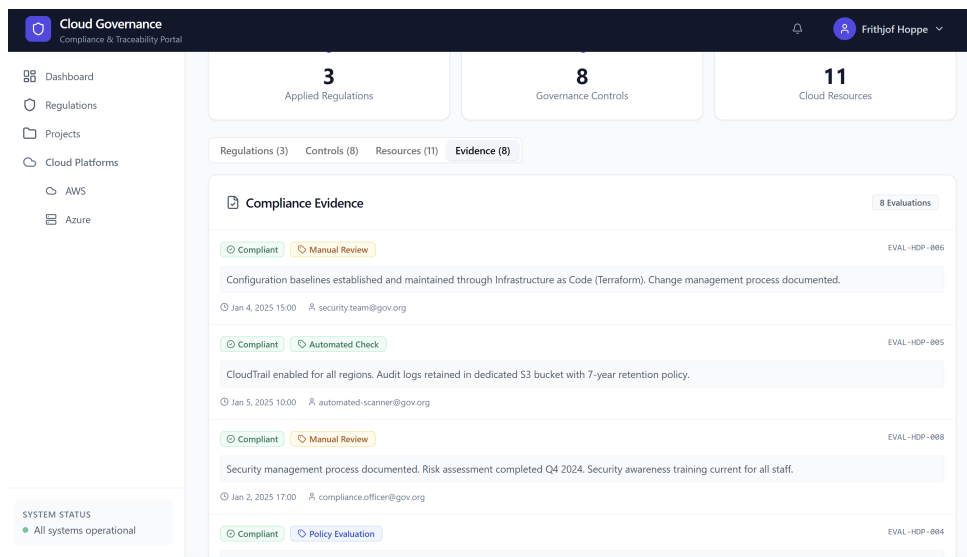 Cloud Governance
Compliance & Traceability Portal
Frithjof Hoppe
Dashboard
Regulations
Projects
Cloud Platforms
AWS
Azure
SYSTEM STATUS
All systems operational
3
Applied Regulations
8
Governance Controls
11
Cloud Resources
Regulations (3) Controls (8) Resources (11) Evidence (8)
Compliance Evidence
8 Evaluations
Compliant Manual Review EVAL-HDP-006
Configuration baselines established and maintained through Infrastructure as Code (Terraform). Change management process documented.
Jan 4, 2025 15:00 security.team@gov.org
Compliant Automated Check EVAL-HDP-005
CloudTrail enabled for all regions. Audit logs retained in dedicated S3 bucket with 7-year retention policy.
Jan 5, 2025 10:00 automated-scanner@gov.org
Compliant Manual Review EVAL-HDP-008
Security management process documented. Risk assessment completed Q4 2024. Security awareness training current for all staff.
Jan 2, 2025 17:00 compliance.officer@gov.org
Compliant Policy Evaluation EVAL-HDP-004